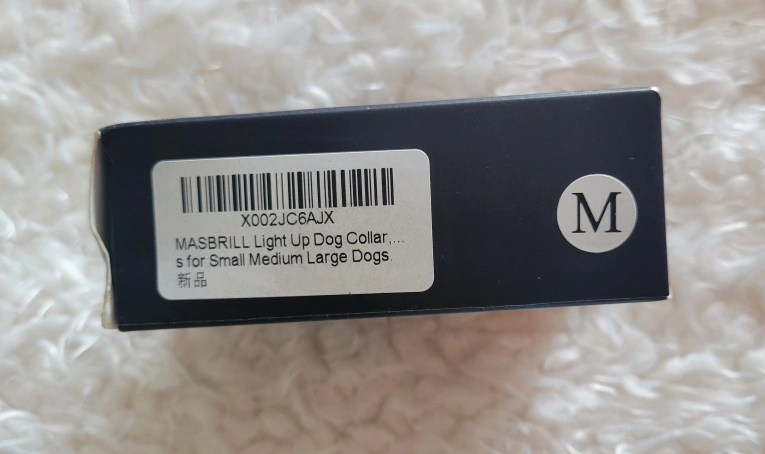 X002JC6AJX
MASBRILL Light Up Dog Collar,...
s for Small Medium Large Dogs
新品
M